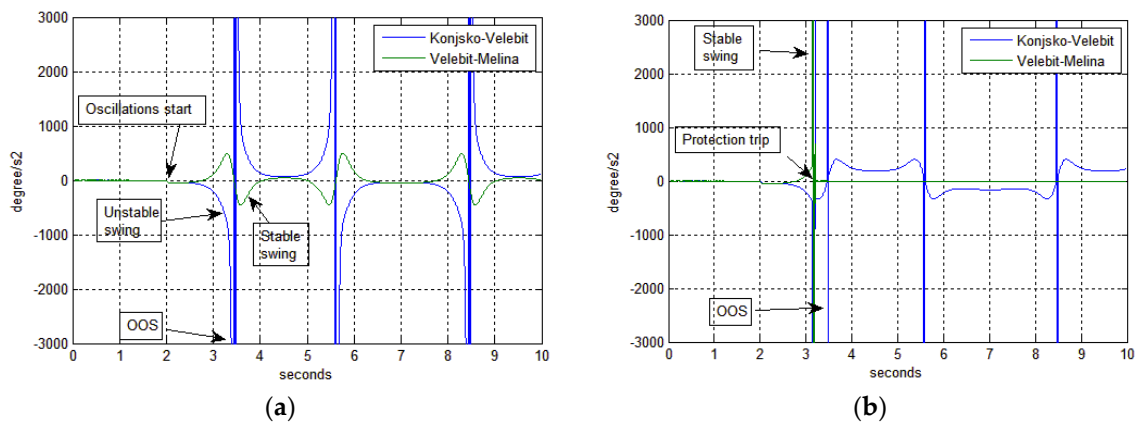 3000
2000
1000
0
-1000
-2000
-3000
degree/s2
0 1 2 3 4 5 6 7 8 9 10
seconds
Konjsko-Velebit
Velebit-Melina
Oscillations start
Unstable
swing
Stable
swing
OOS
(a)
3000
2000
1000
0
-1000
-2000
-3000
degree/s2
0 1 2 3 4 5 6 7 8 9 10
seconds
Stable
swing
Konjsko-Velebit
Velebit-Melina
Protection trip
OOS
(b)